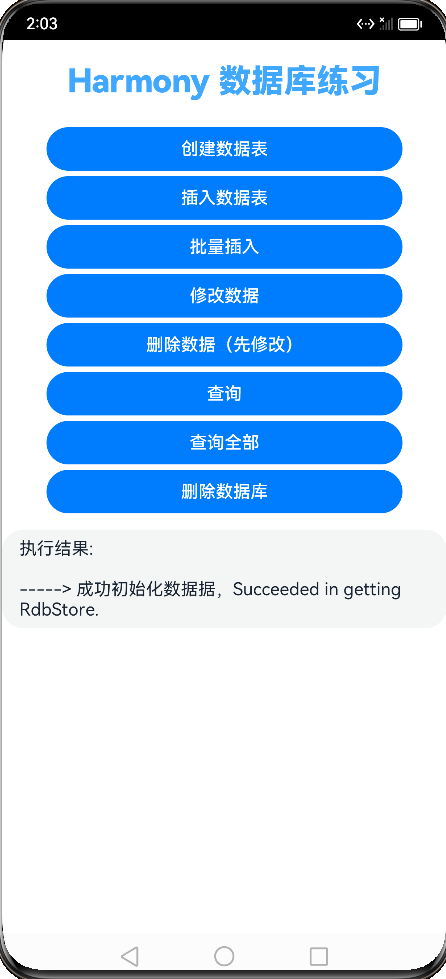 2:03
Harmony 数据库练习
创建数据表
插入数据表
批量插入
修改数据
删除数据（先修改）
查询
查询全部
删除数据库
执行结果:
-----> 成功初始化数据据，Succeeded in getting
RdbStore.